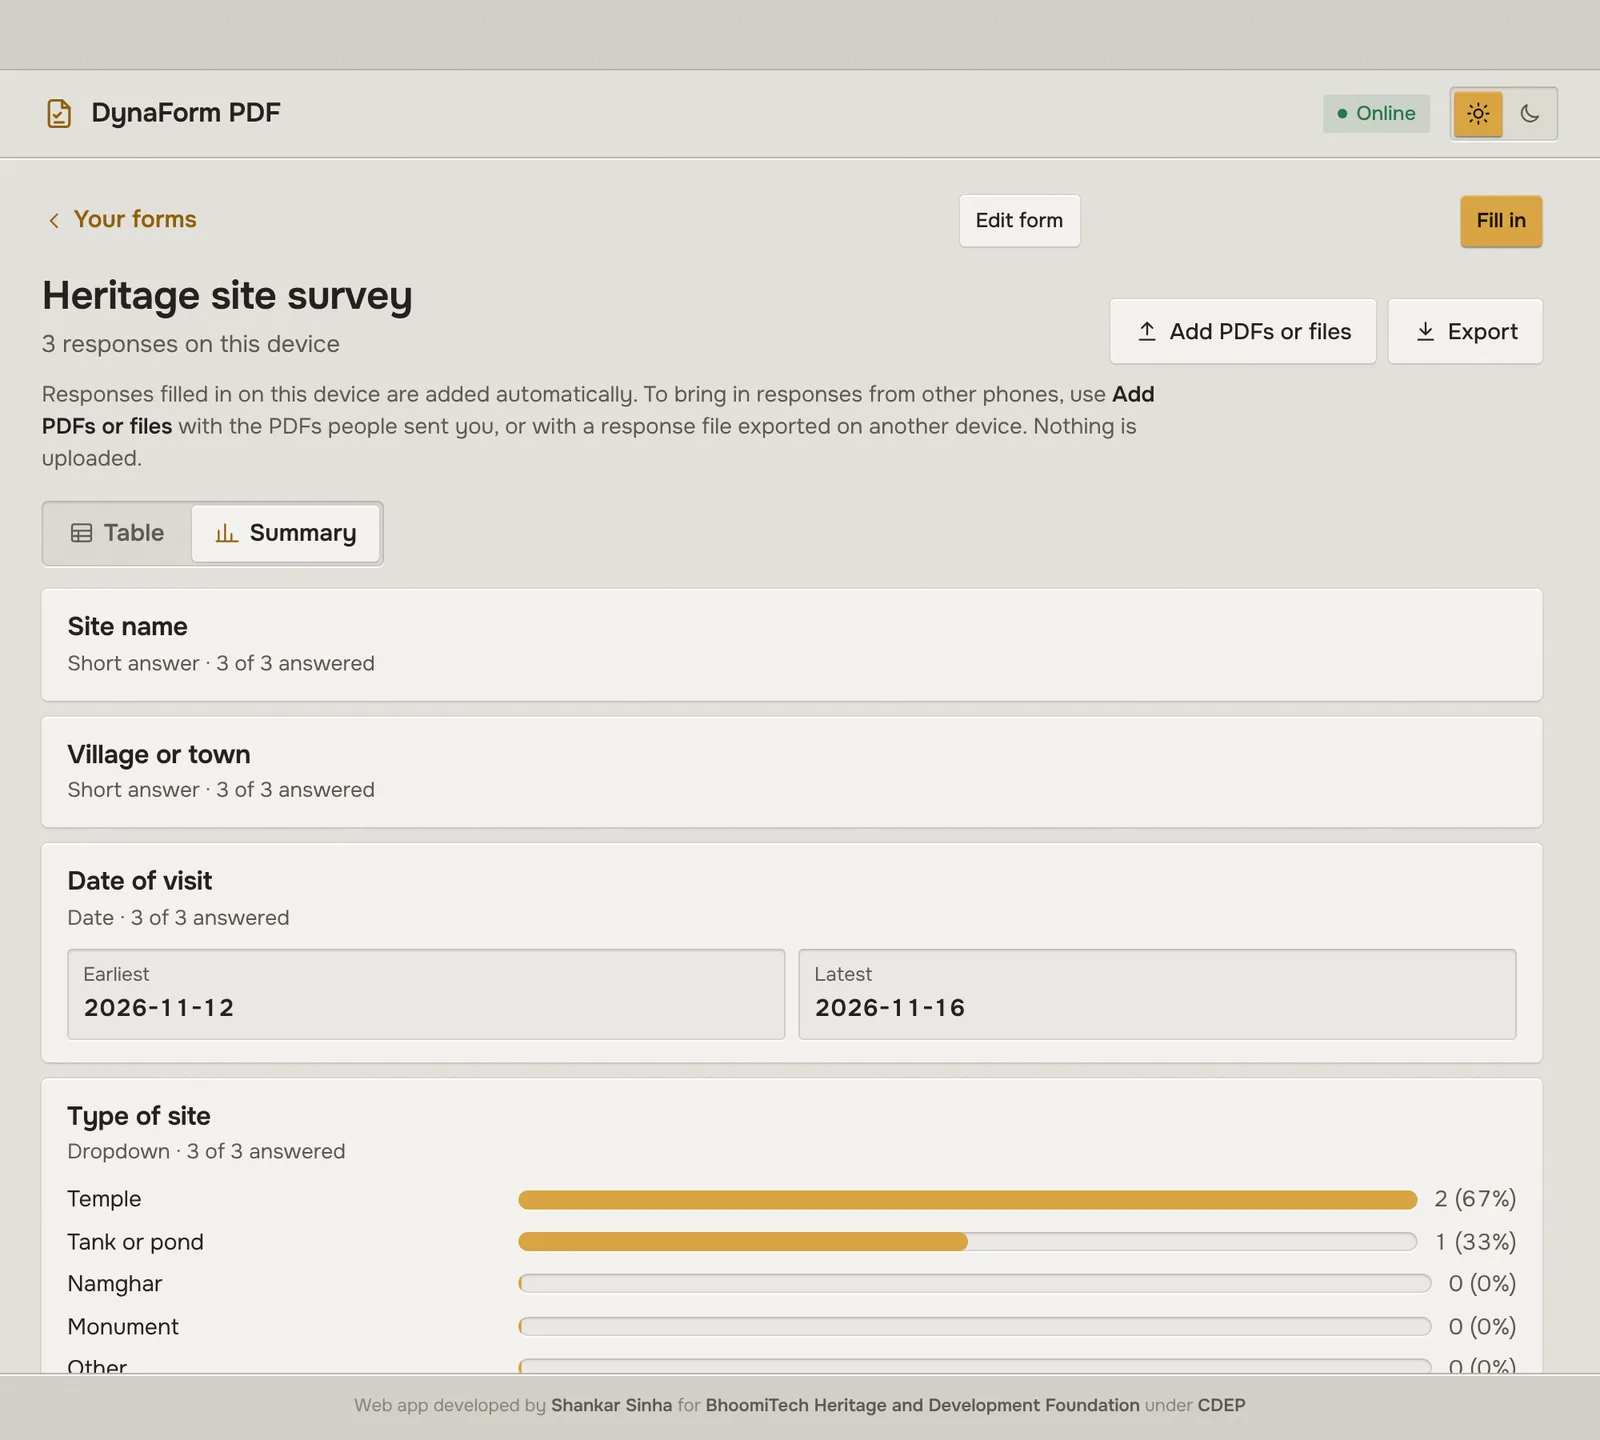 DynaForm PDF
Online
Your forms
Edit form
Fill in
Heritage site survey
3 responses on this device
Add PDFs or files
Export
Responses filled in on this device are added automatically. To bring in responses from other phones, use Add
PDFs or files with the PDFs people sent you, or with a response file exported on another device. Nothing is
uploaded.
Table
Summary
Site name
Short answer · 3 of 3 answered
Village or town
Short answer · 3 of 3 answered
Date of visit
Date · 3 of 3 answered
Earliest
2026-11-12
Latest
2026-11-16
Type of site
Dropdown · 3 of 3 answered
Temple 2 (67%)
Tank or pond 1 (33%)
Namghar 0 (0%)
Monument 0 (0%)
Other 0 (0%)
Web app developed by Shankar Sinha for BhoomiTech Heritage and Development Foundation under CDEP